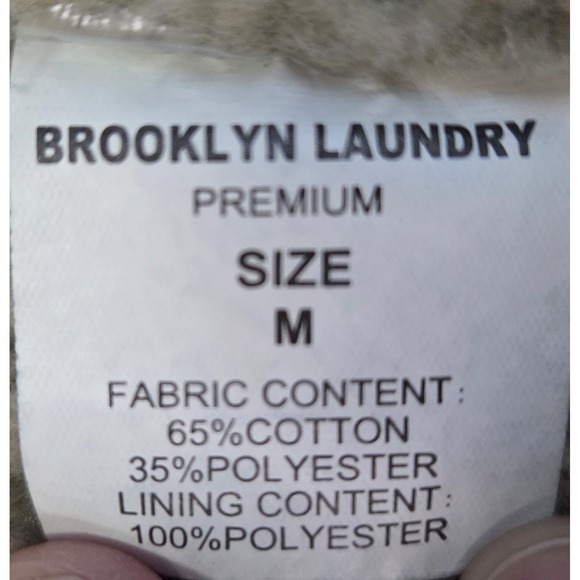 BROOKLYN LAUNDRY
PREMIUM
SIZE
M
FABRIC CONTENT:
65%COTTON
35%POLYESTER
LINING CONTENT:
100%POLYESTER